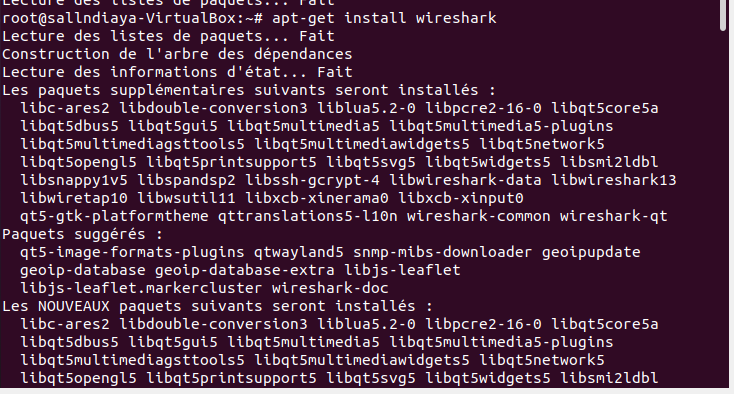 Lecture des listes de paquets... Fait
root@sallndiaya-VirtualBox:~# apt-get install wireshark
Lecture des listes de paquets... Fait
Construction de l'arbre des dépendances
Lecture des informations d'état... Fait
Les paquets supplémentaires suivants seront installés :
libc-ares2 libdouble-conversion3 liblua5.2-0 libpcre2-16-0 libqt5core5a
libqt5dbus5 libqt5gui5 libqt5multimedia5 libqt5multimedia5-plugins
libqt5multimediagsttools5 libqt5multimediawidgets5 libqt5network5
libqt5opengl5 libqt5printsupport5 libqt5svg5 libqt5widgets5 libsmi2ldbl
libsnappy1v5 libspandsp2 libssh-gcrypt-4 libwireshark-data libwireshark13
libwiretap10 libwsutil11 libxcb-xinerama0 libxcb-xinput0
qt5-gtk-platformtheme qttranslations5-l10n wireshark-common wireshark-qt
Paquets suggérés :
qt5-image-formats-plugins qtwayland5 snmp-mibs-downloader geoipupdate
geoip-database geoip-database-extra libjs-leaflet
libjs-leaflet.markercluster wireshark-doc
Les NOUVEAUX paquets suivants seront installés :
libc-ares2 libdouble-conversion3 liblua5.2-0 libpcre2-16-0 libqt5core5a
libqt5dbus5 libqt5gui5 libqt5multimedia5 libqt5multimedia5-plugins
libqt5multimediagsttools5 libqt5multimediawidgets5 libqt5network5
libqt5opengl5 libqt5printsupport5 libqt5svg5 libqt5widgets5 libsmi2ldbl